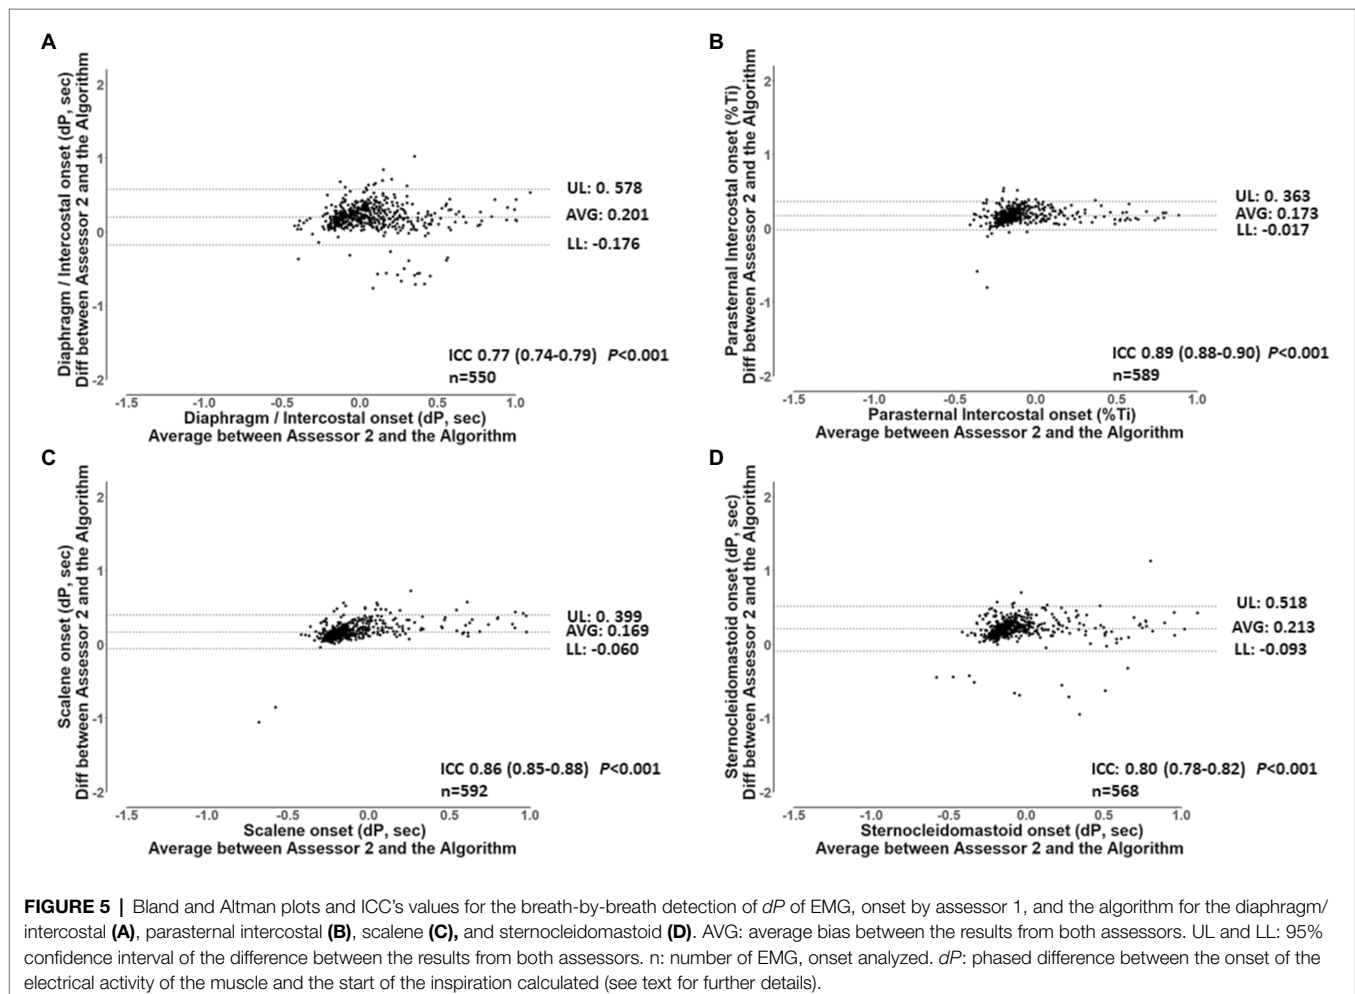 A
Diaphragm / Intercostal onset (dP, sec)
Diff between Assessor 2 and the Algorithm
2
1
0
-1
-2
UL: 0. 578
AVG: 0.201
LL: -0.176
ICC 0.77 (0.74-0.79) P<0.001
n=550
-1.5 -1.0 -0.5 0.0 0.5 1.0
Diaphragm / Intercostal onset (dP, sec)
Average between Assessor 2 and the Algorithm
B
Parasternal Intercostal onset (%Ti)
Diff between Assessor 2 and the Algorithm
2
1
0
-1
-2
UL: 0. 363
AVG: 0.173
LL: -0.017
ICC 0.89 (0.88-0.90) P<0.001
n=589
-1.5 -1.0 -0.5 0.0 0.5 1.0
Parasternal Intercostal onset (%Ti)
Average between Assessor 2 and the Algorithm
C
Scalene onset (dP, sec)
Diff between Assessor 2 and the Algorithm
2
1
0
-1
-2
UL: 0. 399
AVG: 0.169
LL: -0.060
ICC 0.86 (0.85-0.88) P<0.001
n=592
-1.5 -1.0 -0.5 0.0 0.5 1.0
Scalene onset (dP, sec)
Average between Assessor 2 and the Algorithm
D
Sternocleidomastoid onset (dP, sec)
Diff between Assessor 2 and the Algorithm
2
1
0
-1
-2
UL: 0.518
AVG: 0.213
LL: -0.093
ICC: 0.80 (0.78-0.82) P<0.001
n=568
-1.5 -1.0 -0.5 0.0 0.5 1.0
Sternocleidomastoid onset (dP, sec)
Average between Assessor 2 and the Algorithm
FIGURE 5 | Bland and Altman plots and ICC's values for the breath-by-breath detection of dP of EMG, onset by assessor 1, and the algorithm for the diaphragm/
intercostal (A), parasternal intercostal (B), scalene (C), and sternocleidomastoid (D). AVG: average bias between the results from both assessors. UL and LL: 95%
confidence interval of the difference between the results from both assessors. n: number of EMG, onset analyzed. dP: phased difference between the onset of the
electrical activity of the muscle and the start of the inspiration calculated (see text for further details).